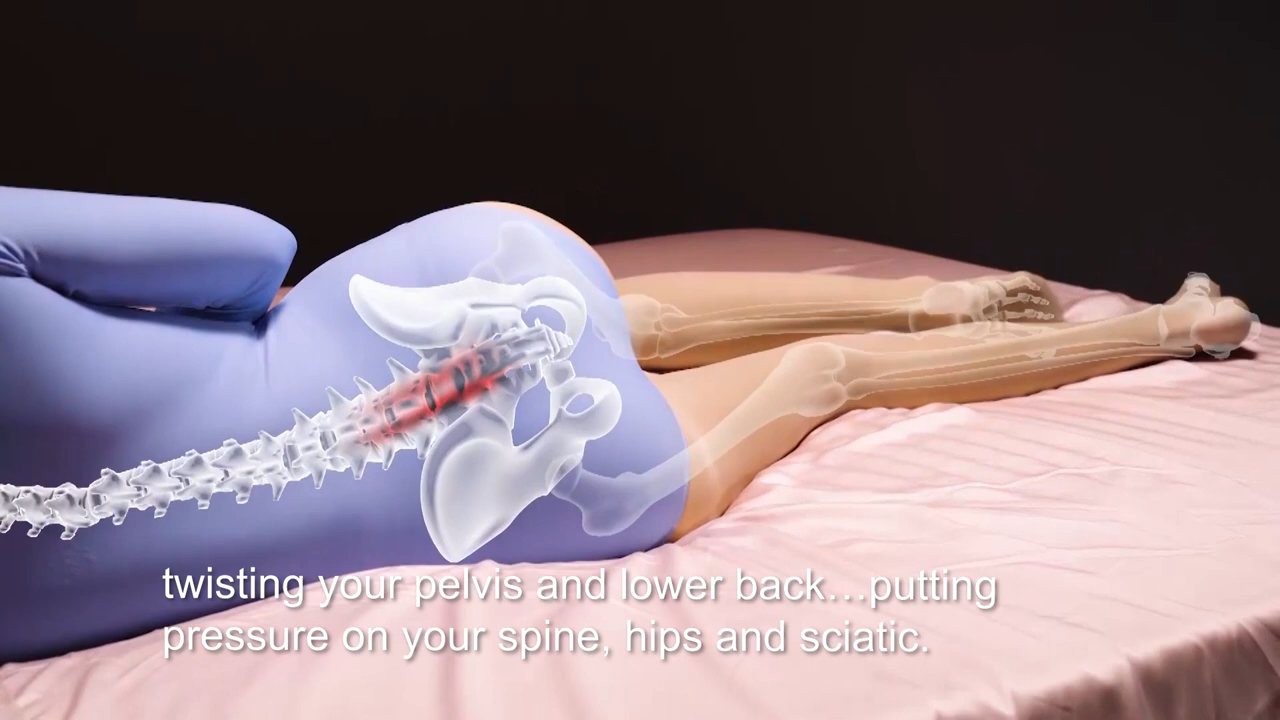 twisting your pelvis and lower back…putting
pressure on your spine, hips and sciatic.